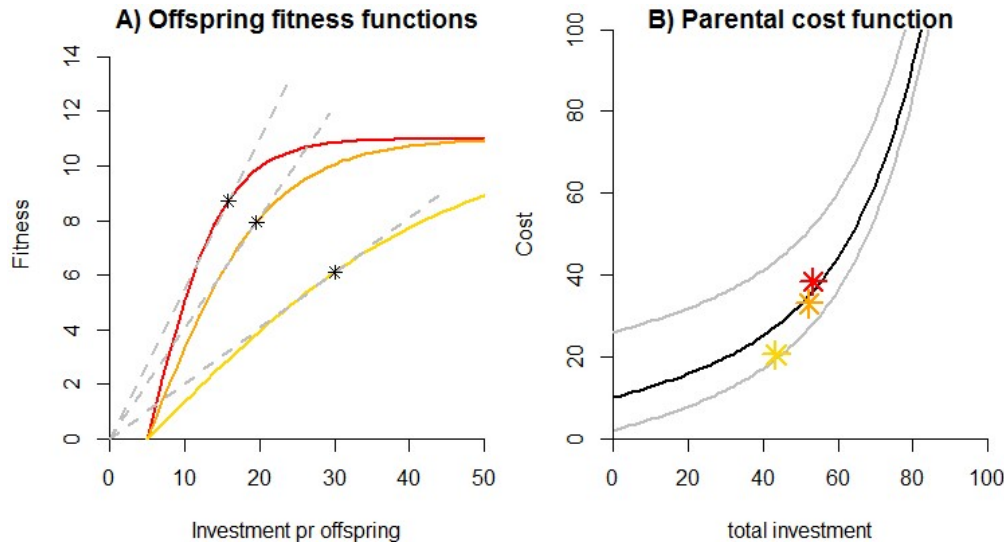 A) Offspring fitness functions
14
12
10
8
6
4
2
0
Fitness
0 10 20 30 40 50
Investment pr offspring
B) Parental cost function
100
80
60
40
20
0
Cost
0 20 40 60 80 100
total investment